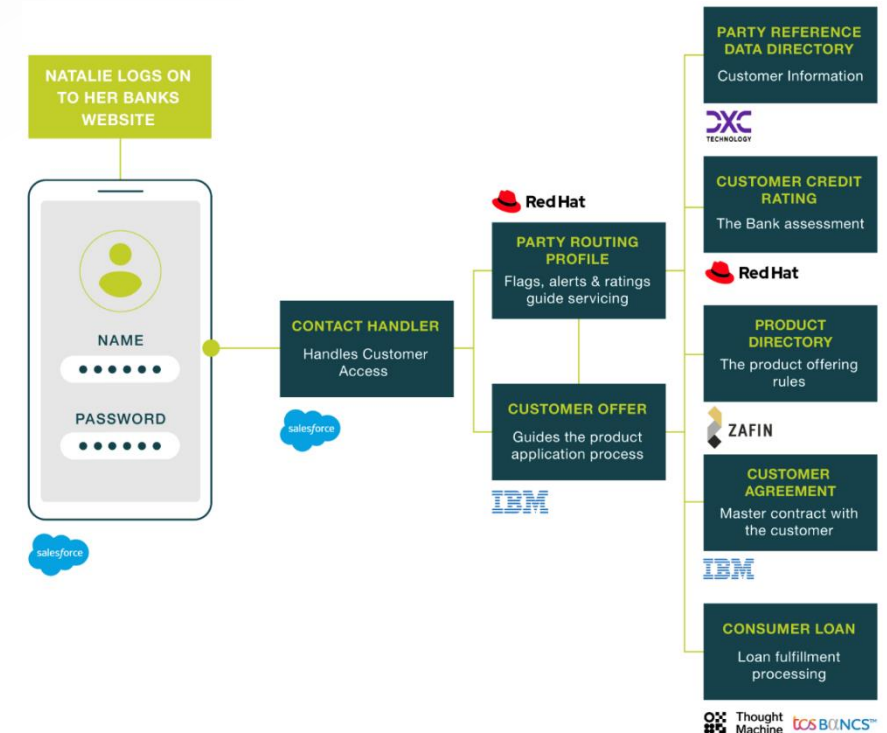 NATALIE LOGS ON
TO HER BANKS
WEBSITE
NAME
PASSWORD
salesforce
CONTACT HANDLER
Handles Customer
Access
salesforce
Red Hat
PARTY ROUTING
PROFILE
Flags, alerts & ratings
guide servicing
CUSTOMER OFFER
Guides the product
application process
IBM
PARTY REFERENCE
DATA DIRECTORY
Customer Information
DXC
TECHNOLOGY
CUSTOMER CREDIT
RATING
The Bank assessment
Red Hat
PRODUCT
DIRECTORY
The product offering
rules
ZAFIN
CUSTOMER
AGREEMENT
Master contract with
the customer
IBM
CONSUMER LOAN
Loan fulfillment
processing
Thought
Machine
tcs BaNCS™